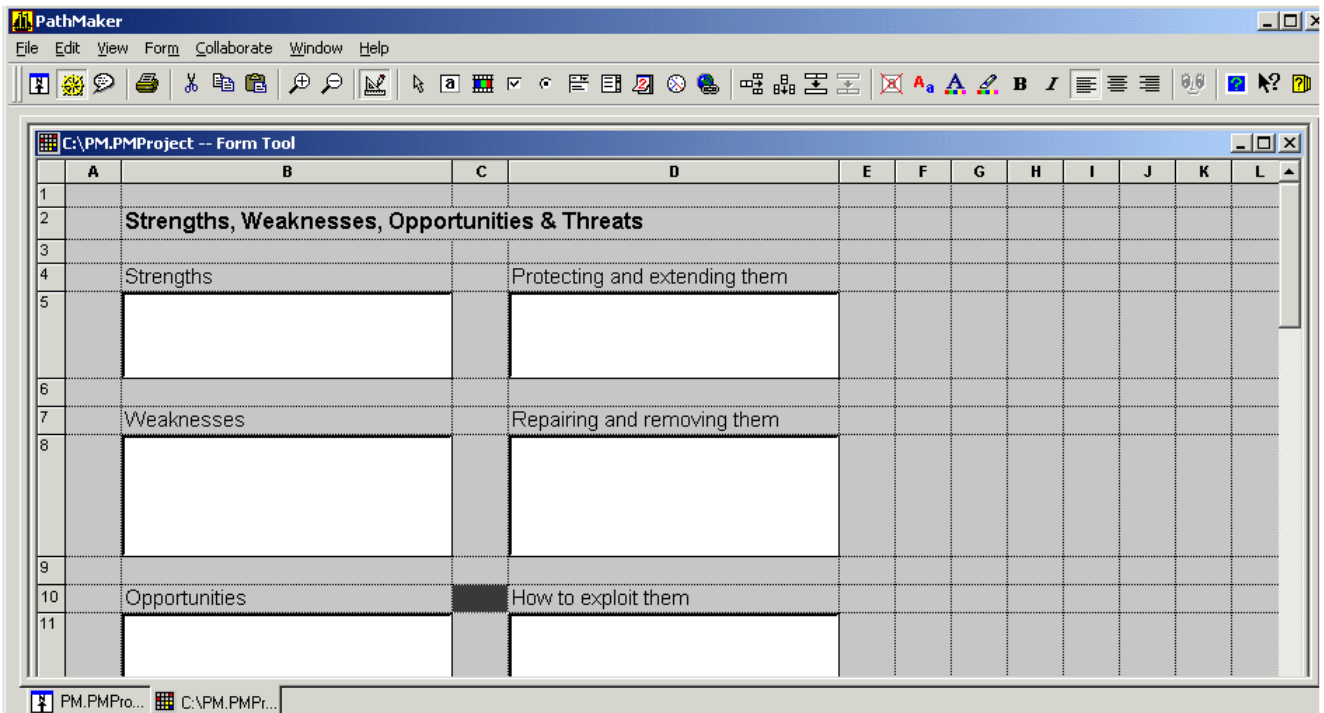 PathMaker
File Edit View Form Collaborate Window Help
C:\PM.PMProject -- Form Tool
A B C D E F G H I J K L
1
2 Strengths, Weaknesses, Opportunities & Threats
3
4 Strengths Protecting and extending them
5
6
7 Weaknesses Repairing and removing them
8
9
10 Opportunities How to exploit them
11
PM.PMPro... C:\PM.PMPr...